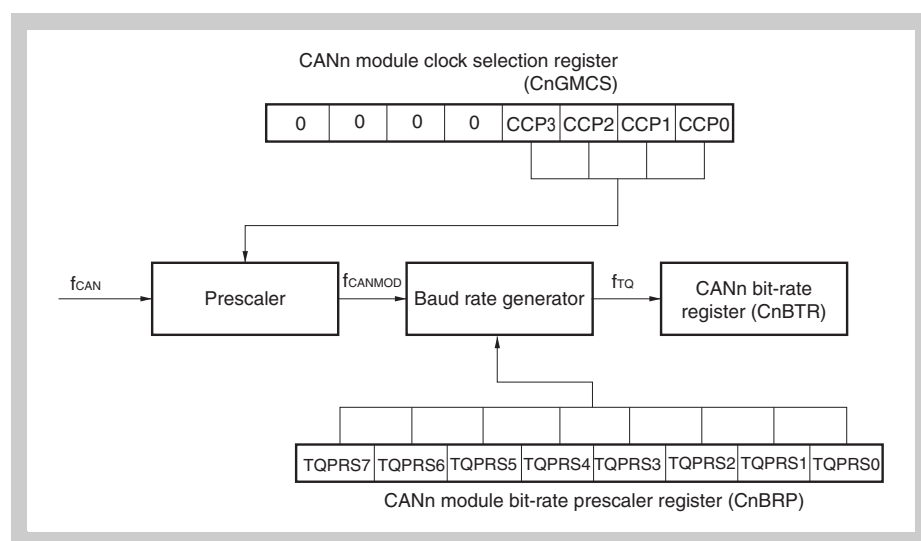 CANn module clock selection register
(CnGMCS)
0 0 0 0 CCP3 CCP2 CCP1 CCP0
fCAN
Prescaler
fCANMOD
Baud rate generator
fTQ
CANn bit-rate
register (CnBTR)
TQPRS7 TQPRS6 TQPRS5 TQPRS4 TQPRS3 TQPRS2 TQPRS1 TQPRS0
CANn module bit-rate prescaler register (CnBRP)